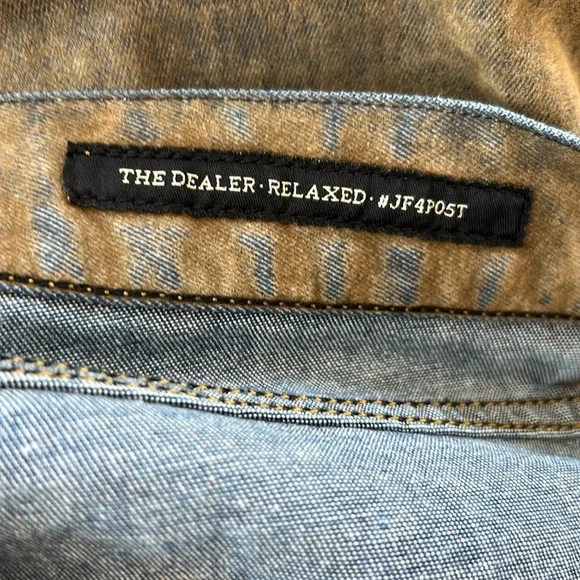 THE DEALER · RELAXED · #JF4P05T